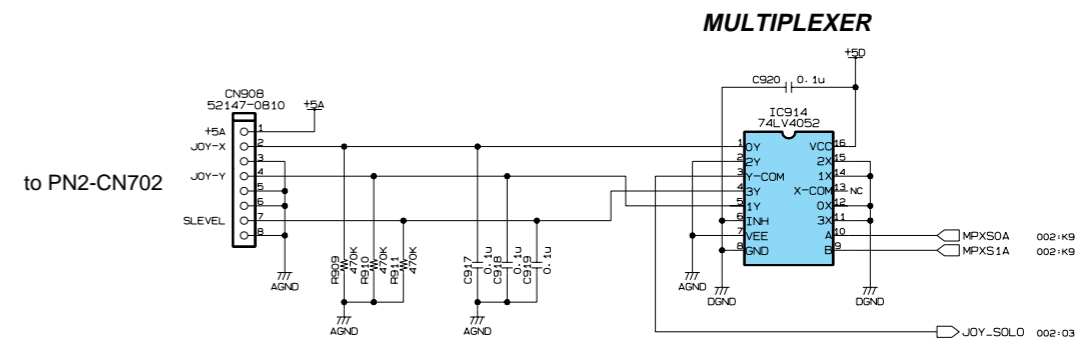 MULTIPLEXER
+5D
C920 0.1u
CN908
52147-0810
+5A
IC914
74LV4052
+5A 1
JOY-X 2
3
to PN2-CN702
JOY-Y 4
5
6
SLEVEL 7
8
1 0Y VCC 16
2 2Y 2X 15
3 Y-COM 1X 14
4 3Y X-COM 13 NC
5 1Y 0X 12
6 INH 3X 11
7 VEE A 10
8 GND B 9
MPXS0A 002:K9
MPXS1A 002:K9
R909 470K
R910 470K
R911 470K
C917 0.1u
C918 0.1u
C919 0.1u
AGND
AGND
AGND
AGND
DGND
DGND
JOY_SOLO 002:O3